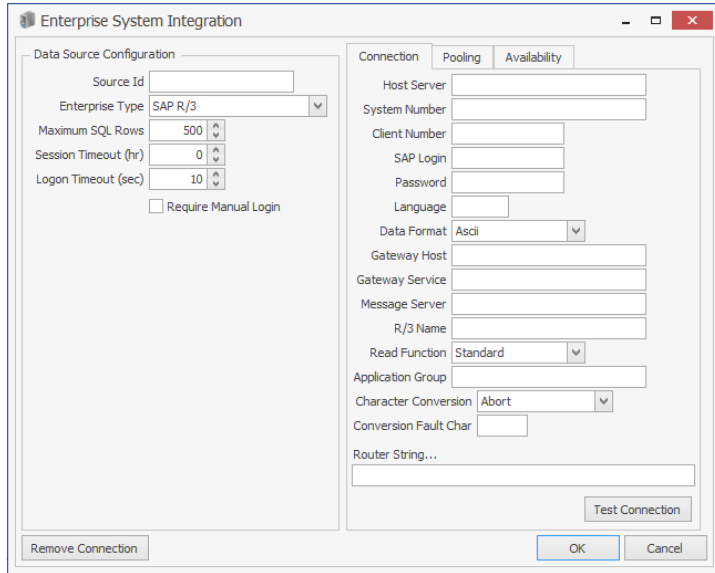 Enterprise System Integration
Data Source Configuration
Source Id
Enterprise Type SAP R/3
Maximum SQL Rows 500
Session Timeout (hr) 0
Logon Timeout (sec) 10
Require Manual Login
Connection Pooling Availability
Host Server
System Number
Client Number
SAP Login
Password
Language
Data Format Ascii
Gateway Host
Gateway Service
Message Server
R/3 Name
Read Function Standard
Application Group
Character Conversion Abort
Conversion Fault Char
Router String...
Test Connection
Remove Connection OK Cancel